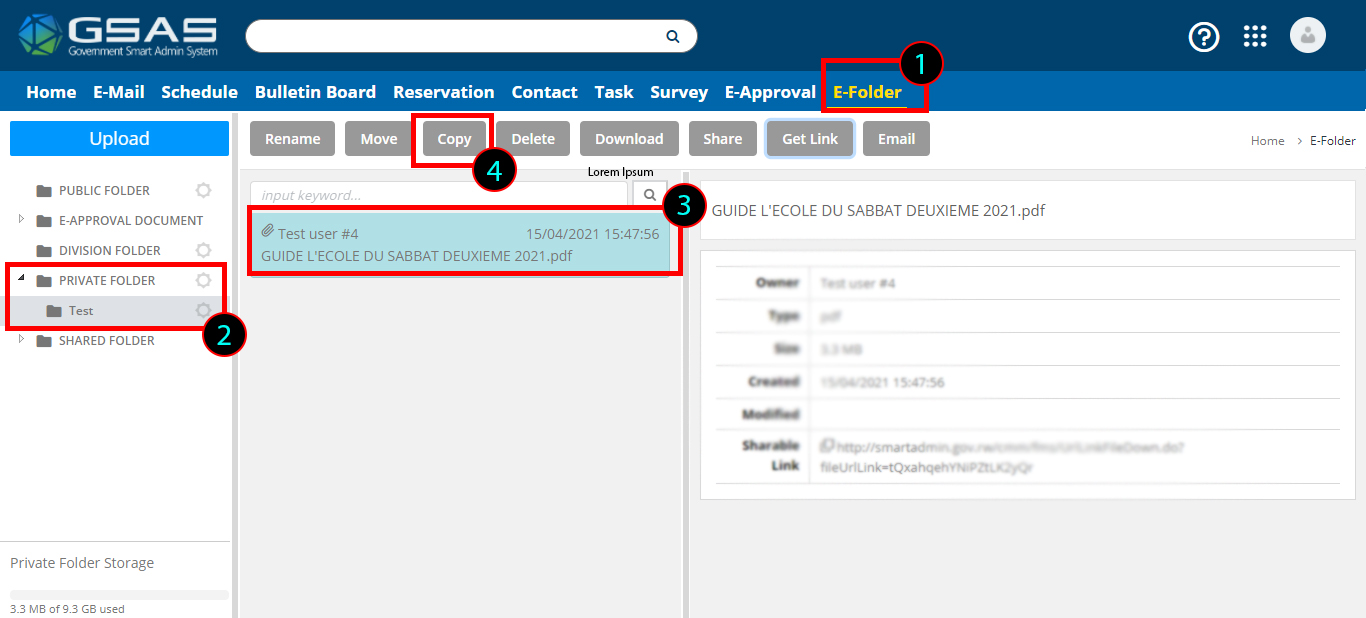 GSAS
Government Smart Admin System
1
Home E-Mail Schedule Bulletin Board Reservation Contact Task Survey E-Approval E-Folder
Upload
Rename Move Copy Delete Download Share Get Link Email
Home > E-Folder
4
Lorem Ipsum
PUBLIC FOLDER
E-APPROVAL DOCUMENT
DIVISION FOLDER
PRIVATE FOLDER
Test
2
SHARED FOLDER
Private Folder Storage
3.3 MB of 9.3 GB used
input keyword...
3
Test user #4 15/04/2021 15:47:56
GUIDE L'ECOLE DU SABBAT DEUXIEME 2021.pdf
GUIDE L'ECOLE DU SABBAT DEUXIEME 2021.pdf
Owner Test user #4
Type pdf
Size 3.3 MB
Created 15/04/2021 15:47:56
Modified
Sharable http://smartadmin.gov.rw/
Link